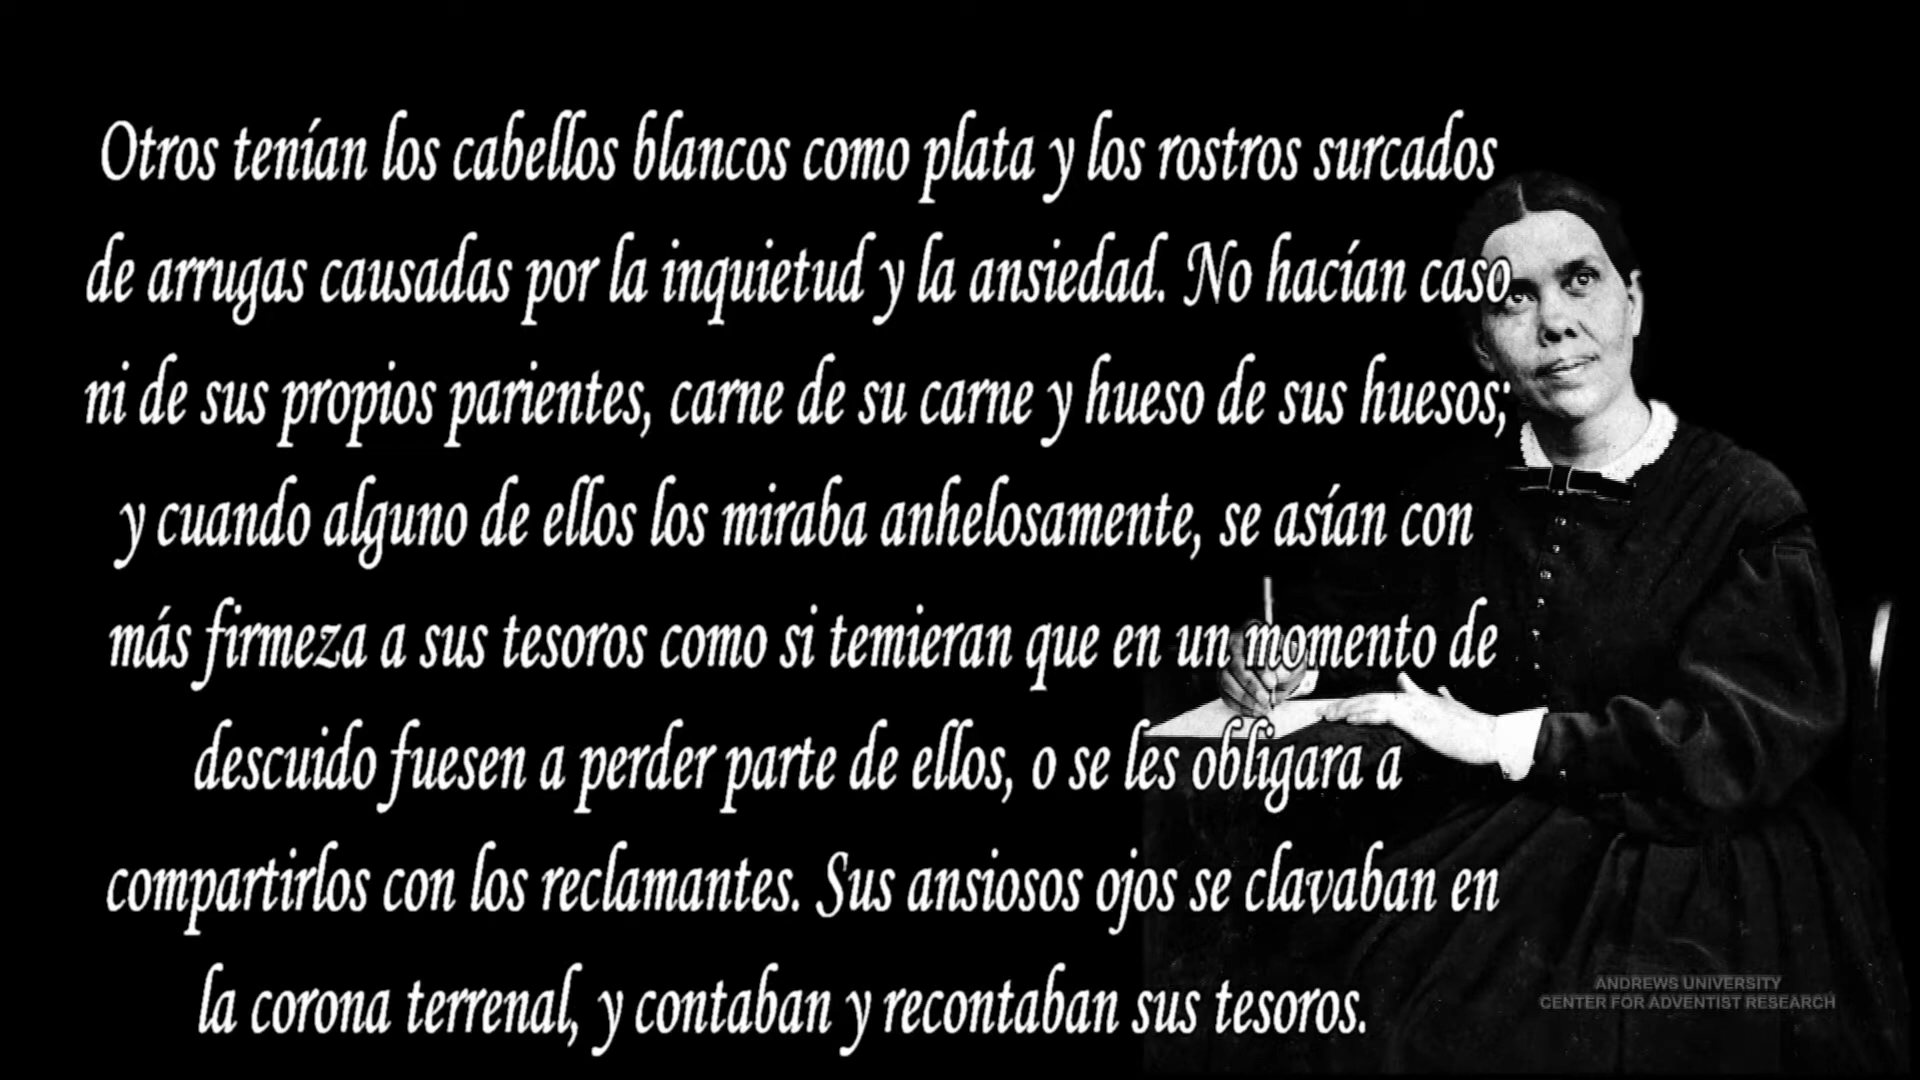 Otros tenían los cabellos blancos como plata y los rostros surcados
de arrugas causadas por la inquietud y la ansiedad. No hacían caso
ni de sus propios parientes, carne de su carne y hueso de sus huesos;
y cuando alguno de ellos los miraba anhelosamente, se asían con
más firmeza a sus tesoros como si temieran que en un momento de
descuido fuesen a perder parte de ellos, o se les obligara a
compartirlos con los reclamantes. Sus ansiosos ojos se clavaban en
la corona terrenal, y contaban y recontaban sus tesoros.
ANDREWS UNIVERSITY
CENTER FOR ADVENTIST RESEARCH